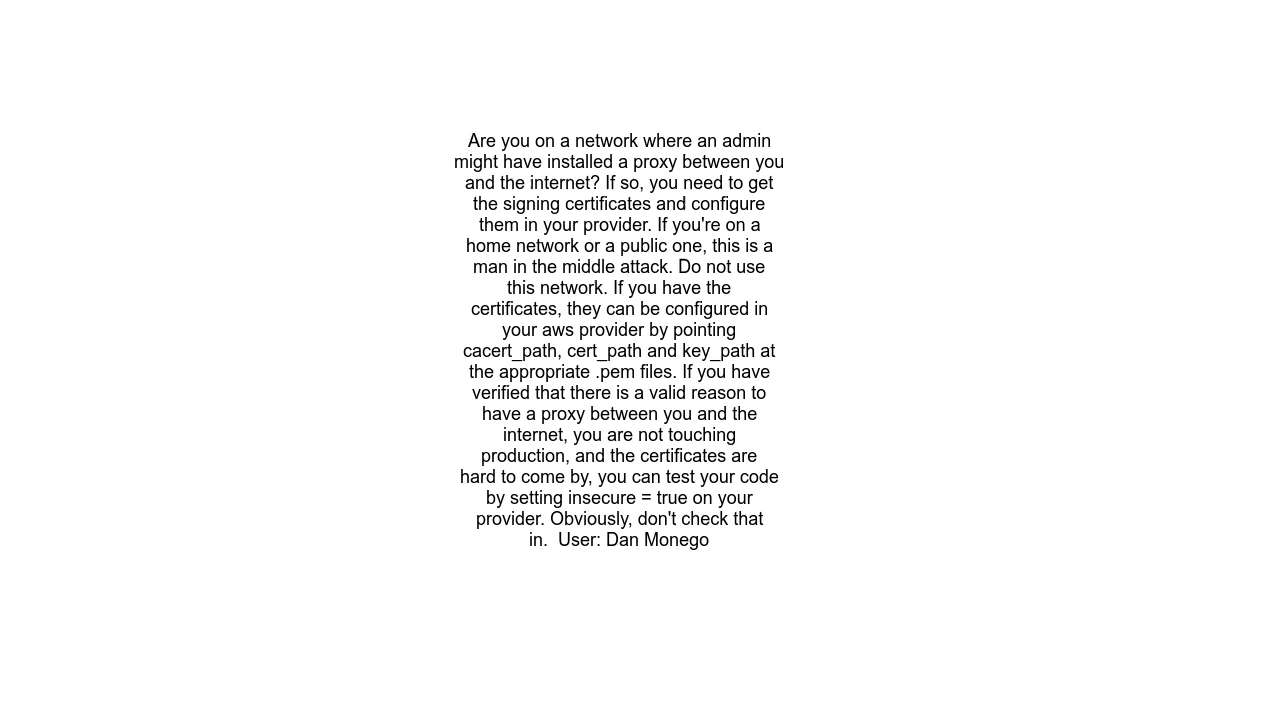 Are you on a network where an admin
might have installed a proxy between you
and the internet? If so, you need to get
the signing certificates and configure
them in your provider. If you're on a
home network or a public one, this is a
man in the middle attack. Do not use
this network. If you have the
certificates, they can be configured in
your aws provider by pointing
cacert_path, cert_path and key_path at
the appropriate .pem files. If you have
verified that there is a valid reason to
have a proxy between you and the
internet, you are not touching
production, and the certificates are
hard to come by, you can test your code
by setting insecure = true on your
provider. Obviously, don't check that
in.  User: Dan Monego